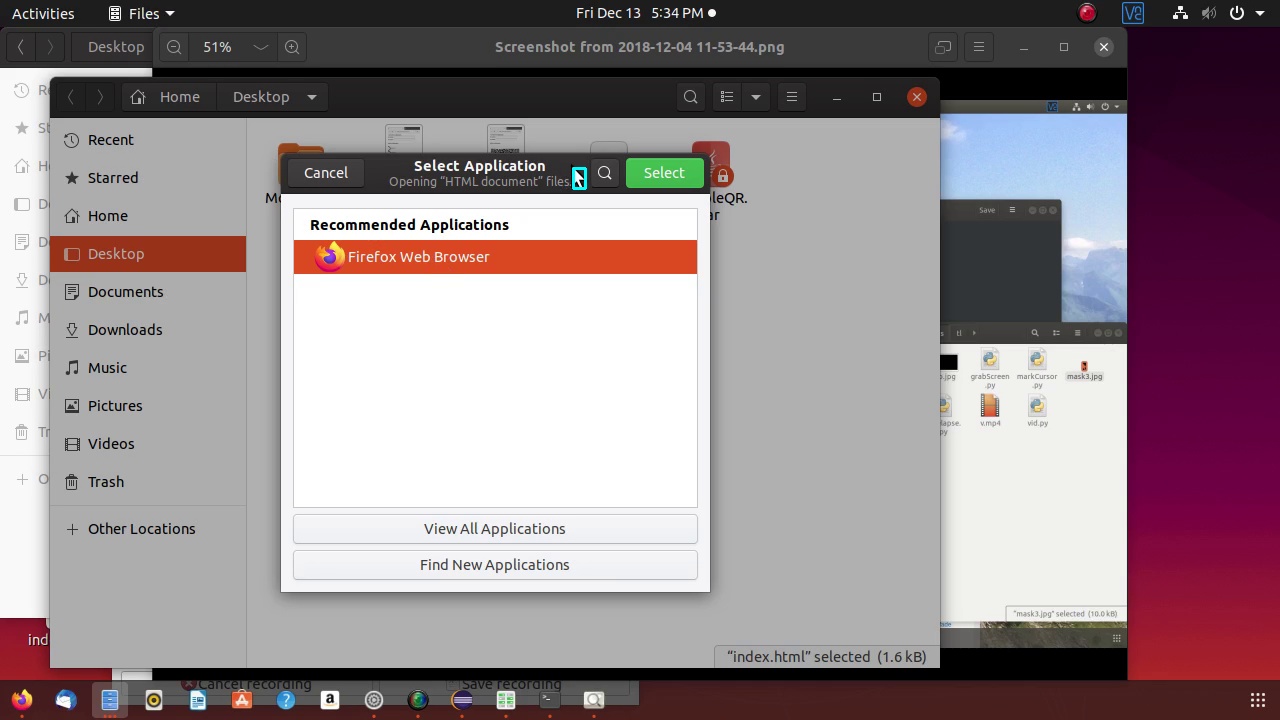 Activities
Files
Fri Dec 13 5:34 PM
Desktop
51%
Screenshot from 2018-12-04 11-53-44.png
Home
Desktop
Recent
Starred
Home
Desktop
Documents
Downloads
Music
Pictures
Videos
Trash
Other Locations
Cancel
Select Application
Opening “HTML document” files.
Select
Recommended Applications
Firefox Web Browser
View All Applications
Find New Applications
“index.html” selected (1.6 kB)
Save
grabScreen
.py
markCursor
.py
mask3.jpg
v.mp4
vid.py
"mask3.jpg" selected (10.0 kB)
Cancel recording
Save recording